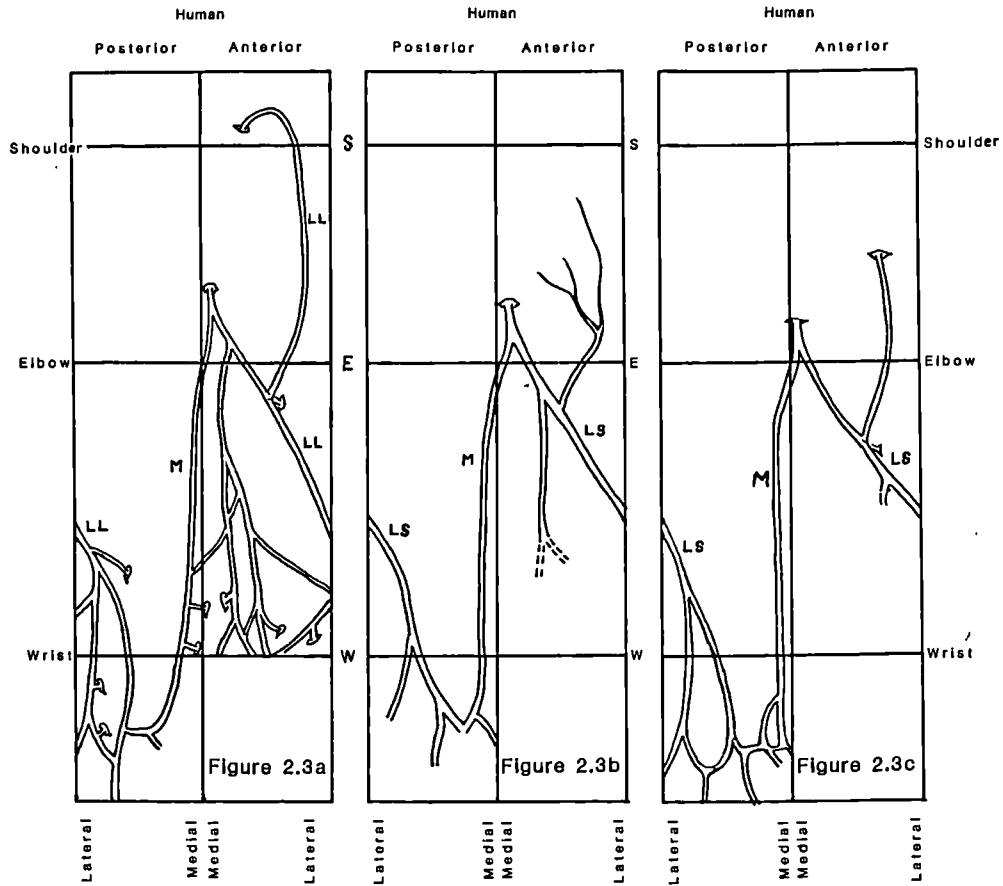 Human Human Human
Posterior Anterior Posterior Anterior Posterior Anterior
Shoulder S S Shoulder
LL
Elbow E E Elbow
LL LS LS
M M M
LL LS LS
Wrist W W Wrist
Figure 2.3a Figure 2.3b Figure 2.3c
Lateral Medial Medial Lateral Lateral Medial Medial Lateral Lateral Medial Medial Lateral